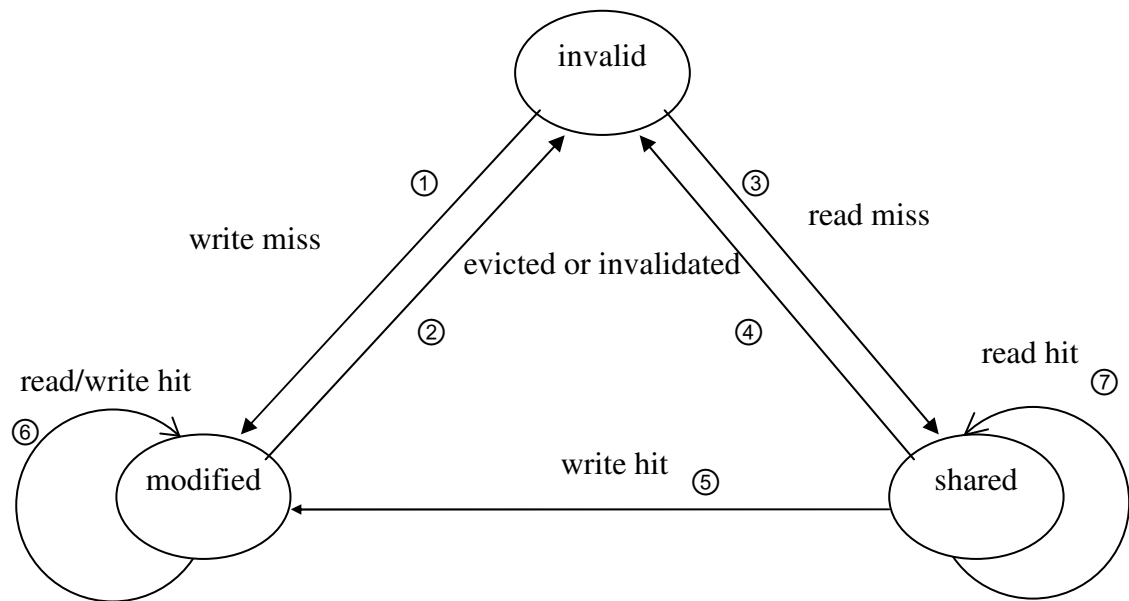 invalid
①
③
write miss
read miss
evicted or invalidated
②
④
read/write hit
read hit
⑦
⑥
modified
write hit
⑤
shared